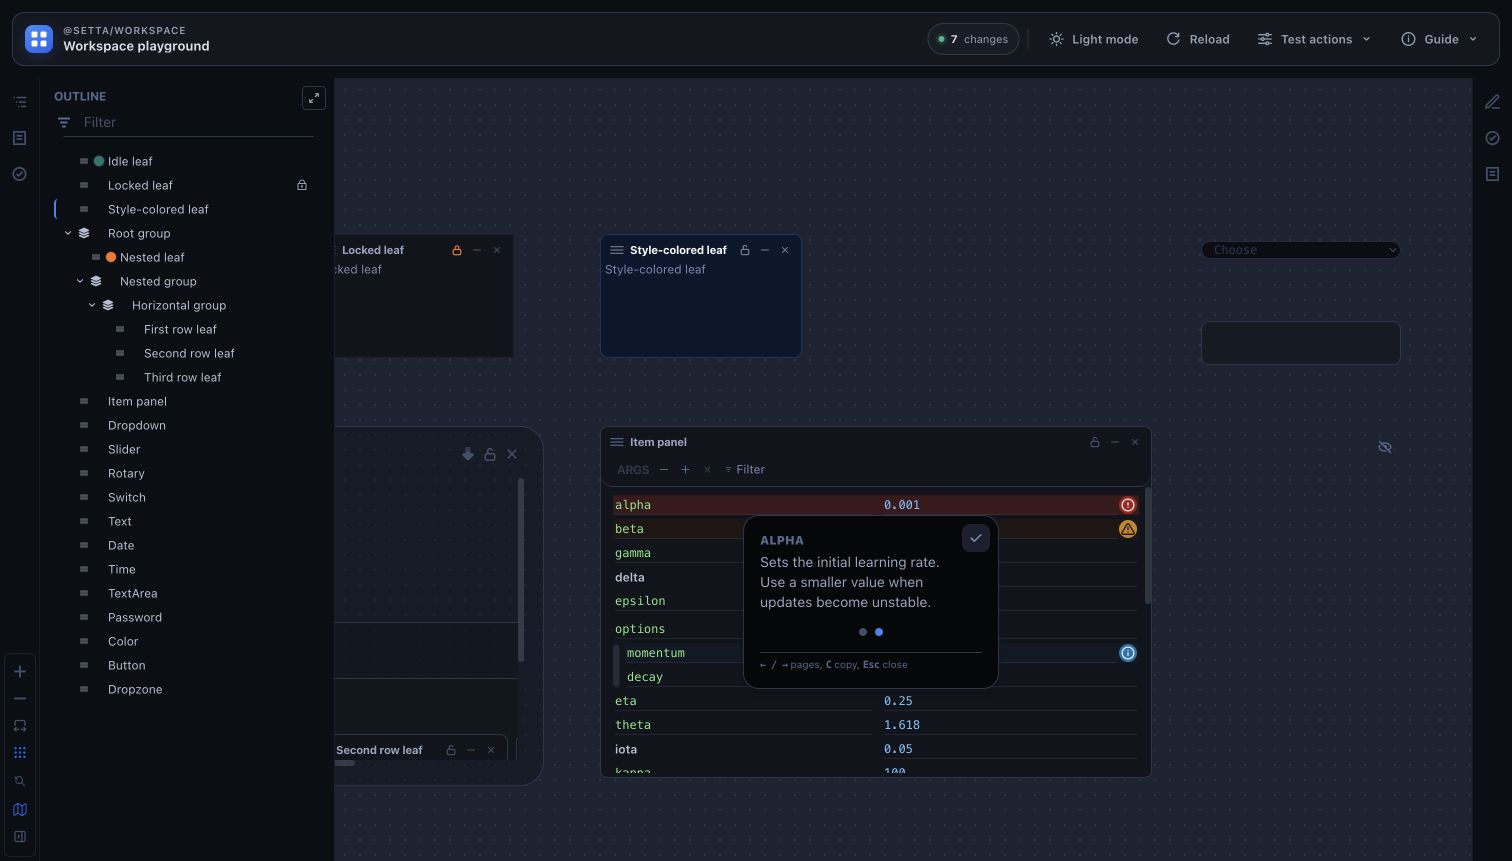 @SETTA/WORKSPACE
Workspace playground
7 changes
Light mode
Reload
Test actions
Guide
OUTLINE
Filter
Idle leaf
Locked leaf
Style-colored leaf
Root group
Nested leaf
Nested group
Horizontal group
First row leaf
Second row leaf
Third row leaf
Item panel
Dropdown
Slider
Rotary
Switch
Text
Date
Time
TextArea
Password
Color
Button
Dropzone
Locked leaf
cked leaf
Style-colored leaf
Style-colored leaf
Choose
Second row leaf
Item panel
ARGS
Filter
alpha 0.001
beta
gamma
delta
epsilon
options
momentum
decay
eta 0.25
theta 1.618
iota 0.05
kappa 100
ALPHA
Sets the initial learning rate.
Use a smaller value when
updates become unstable.
← / → pages, C copy, Esc close